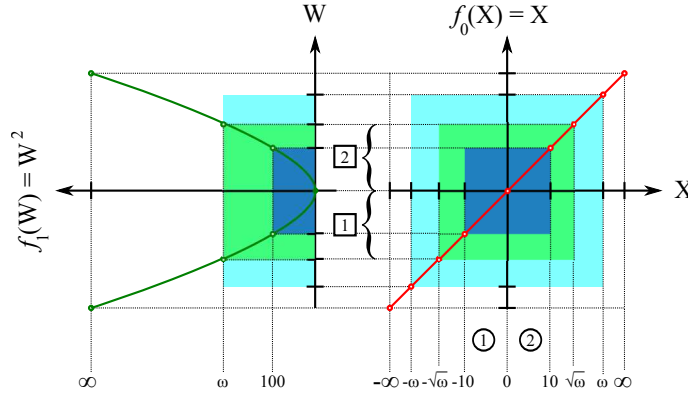 W
f₀(X) = X
2
f₁(W) = W²
X
1
1 2
∞ ω 100 -∞ -ω -√ω -10 0 10 √ω ω ∞